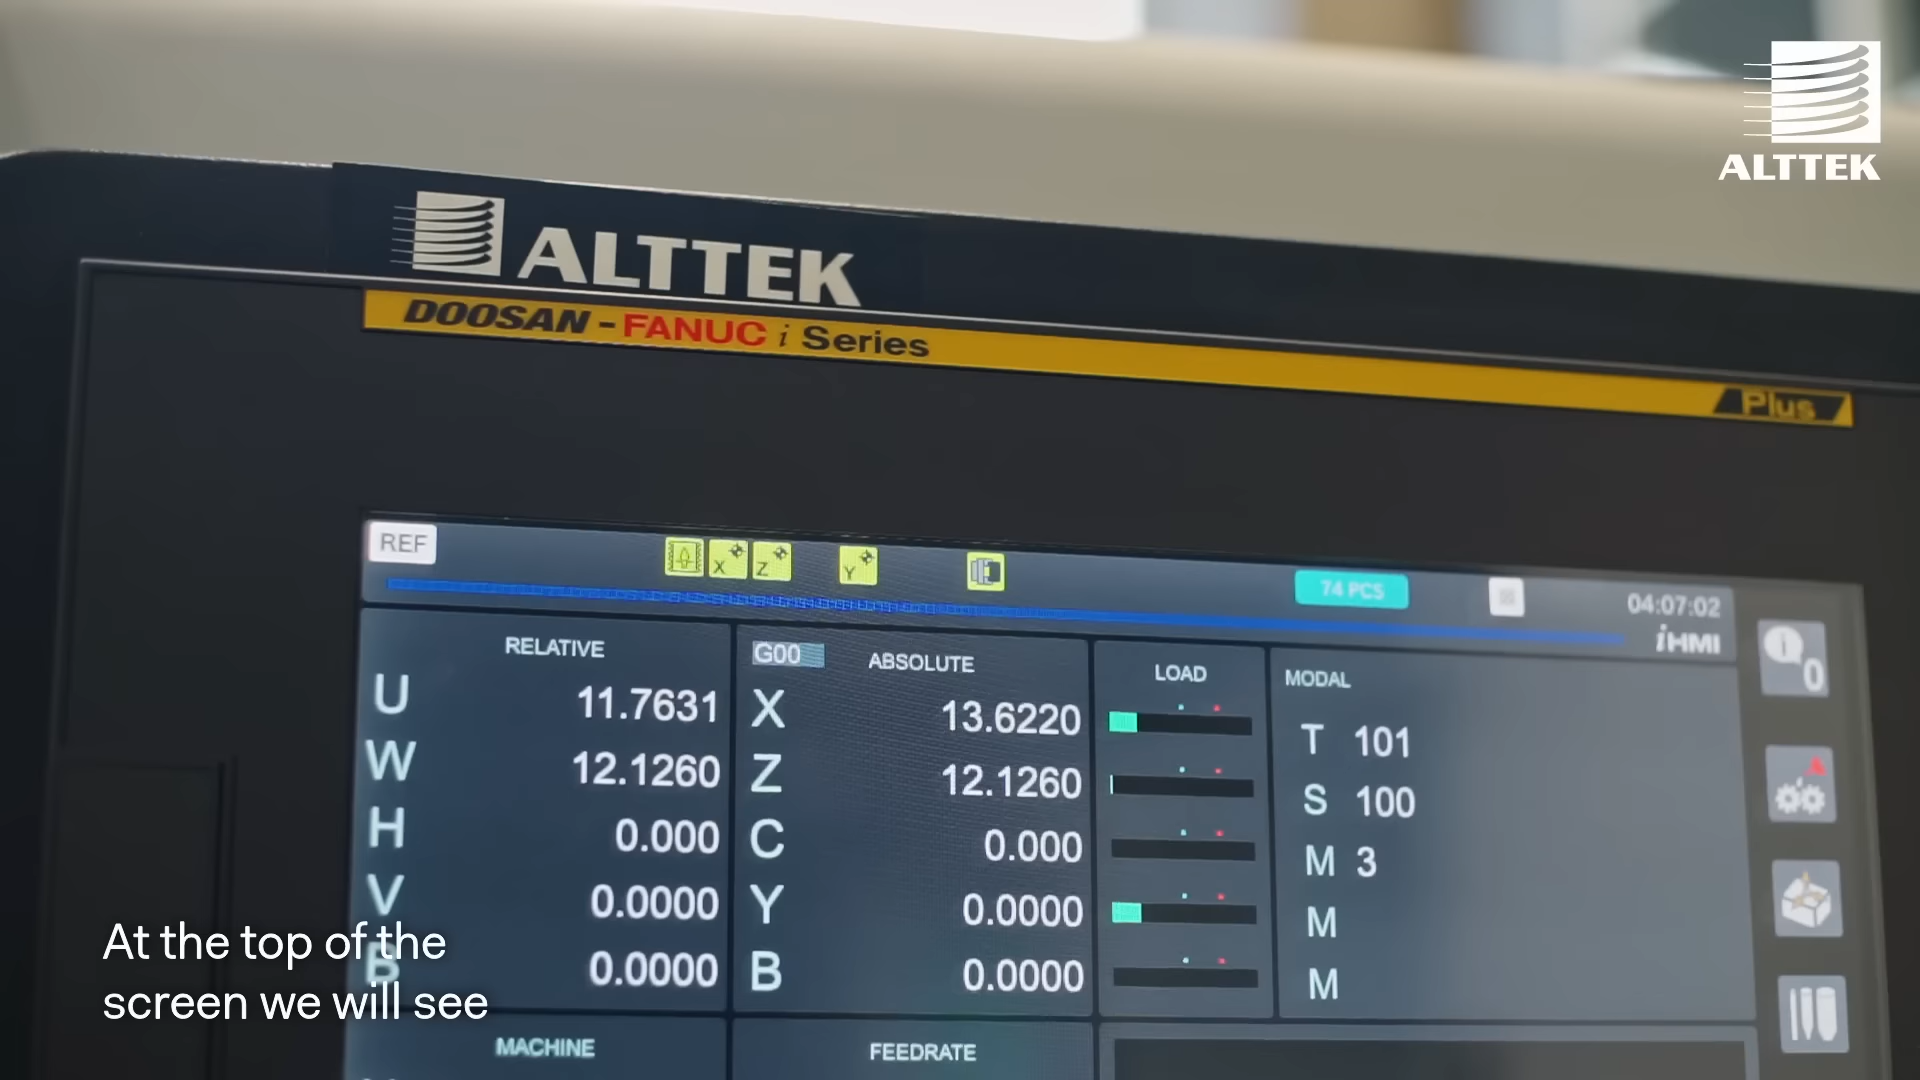 ALTTEK
ALTTEK
DOOSAN-FANUC i Series
Plus
REF
X
Z
Y
74 PCS
04:07:02
iHMI
0
RELATIVE
U 11.7631
W 12.1260
H 0.000
V 0.0000
B 0.0000
G00 ABSOLUTE
X 13.6220
Z 12.1260
C 0.000
Y 0.0000
B 0.0000
LOAD
MODAL
T 101
S 100
M 3
M
M
MACHINE
FEEDRATE
At the top of the
screen we will see